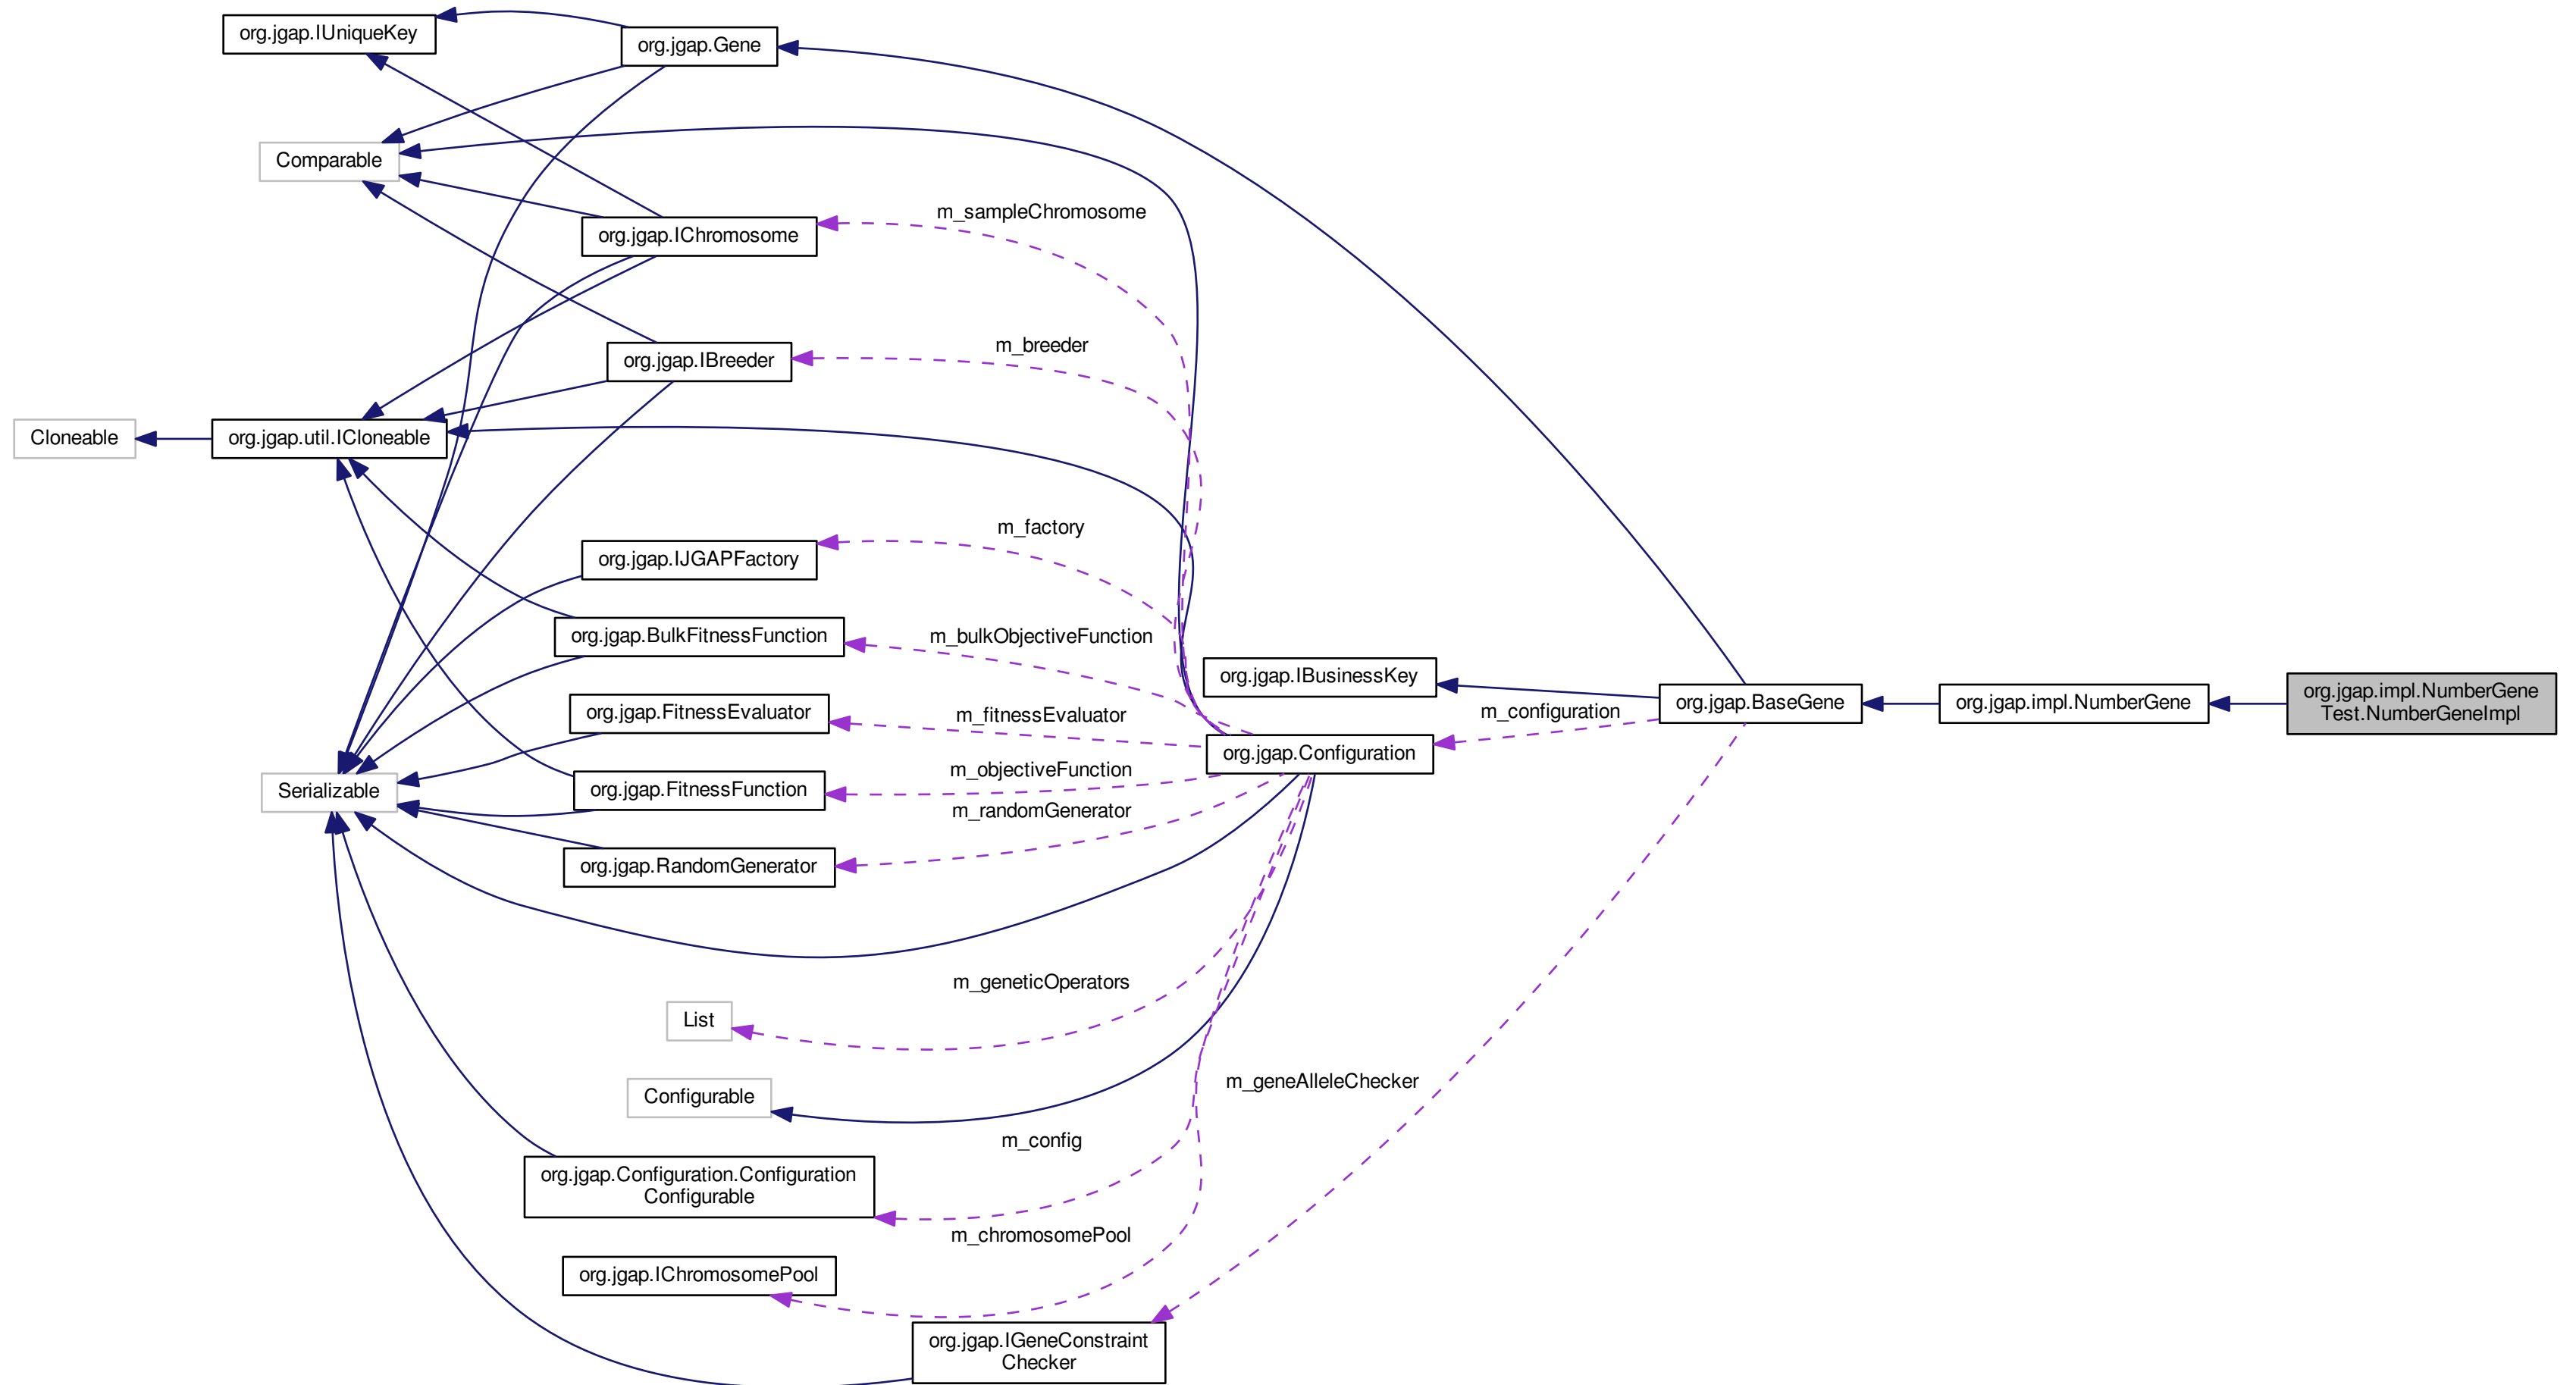 org.jgap.IUniqueKey
org.jgap.Gene
Comparable
m_sampleChromosome
org.jgap.IChromosome
m_breeder
org.jgap.IBreeder
Cloneable
org.jgap.util.ICloneable
m_factory
org.jgap.IJGAPFactory
m_bulkObjectiveFunction
org.jgap.BulkFitnessFunction
org.jgap.IBusinessKey
org.jgap.BaseGene
org.jgap.impl.NumberGene
org.jgap.impl.NumberGene
Test.NumberGeneImpl
m_configuration
org.jgap.FitnessEvaluator
m_fitnessEvaluator
org.jgap.Configuration
m_objectiveFunction
Serializable
org.jgap.FitnessFunction
m_randomGenerator
org.jgap.RandomGenerator
m_geneticOperators
List
Configurable
m_geneAlleleChecker
m_config
org.jgap.Configuration.Configuration
Configurable
m_chromosomePool
org.jgap.IChromosomePool
org.jgap.IGeneConstraint
Checker